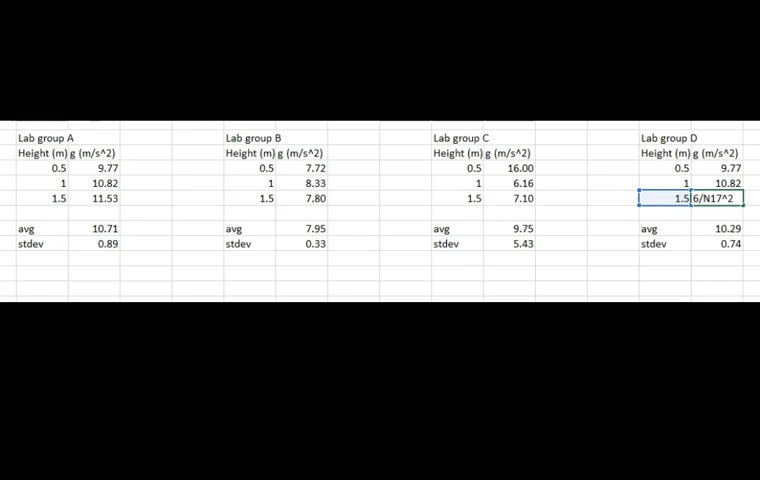 Lab group A Lab group B Lab group C Lab group D
Height (m) g (m/s^2) Height (m) g (m/s^2) Height (m) g (m/s^2) Height (m) g (m/s^2)
0.5 9.77 0.5 7.72 0.5 16.00 0.5 9.77
1 10.82 1 8.33 1 6.16 1 10.82
1.5 11.53 1.5 7.80 1.5 7.10 1.5 6/N17^2
avg 10.71 avg 7.95 avg 9.75 avg 10.29
stdev 0.89 stdev 0.33 stdev 5.43 stdev 0.74